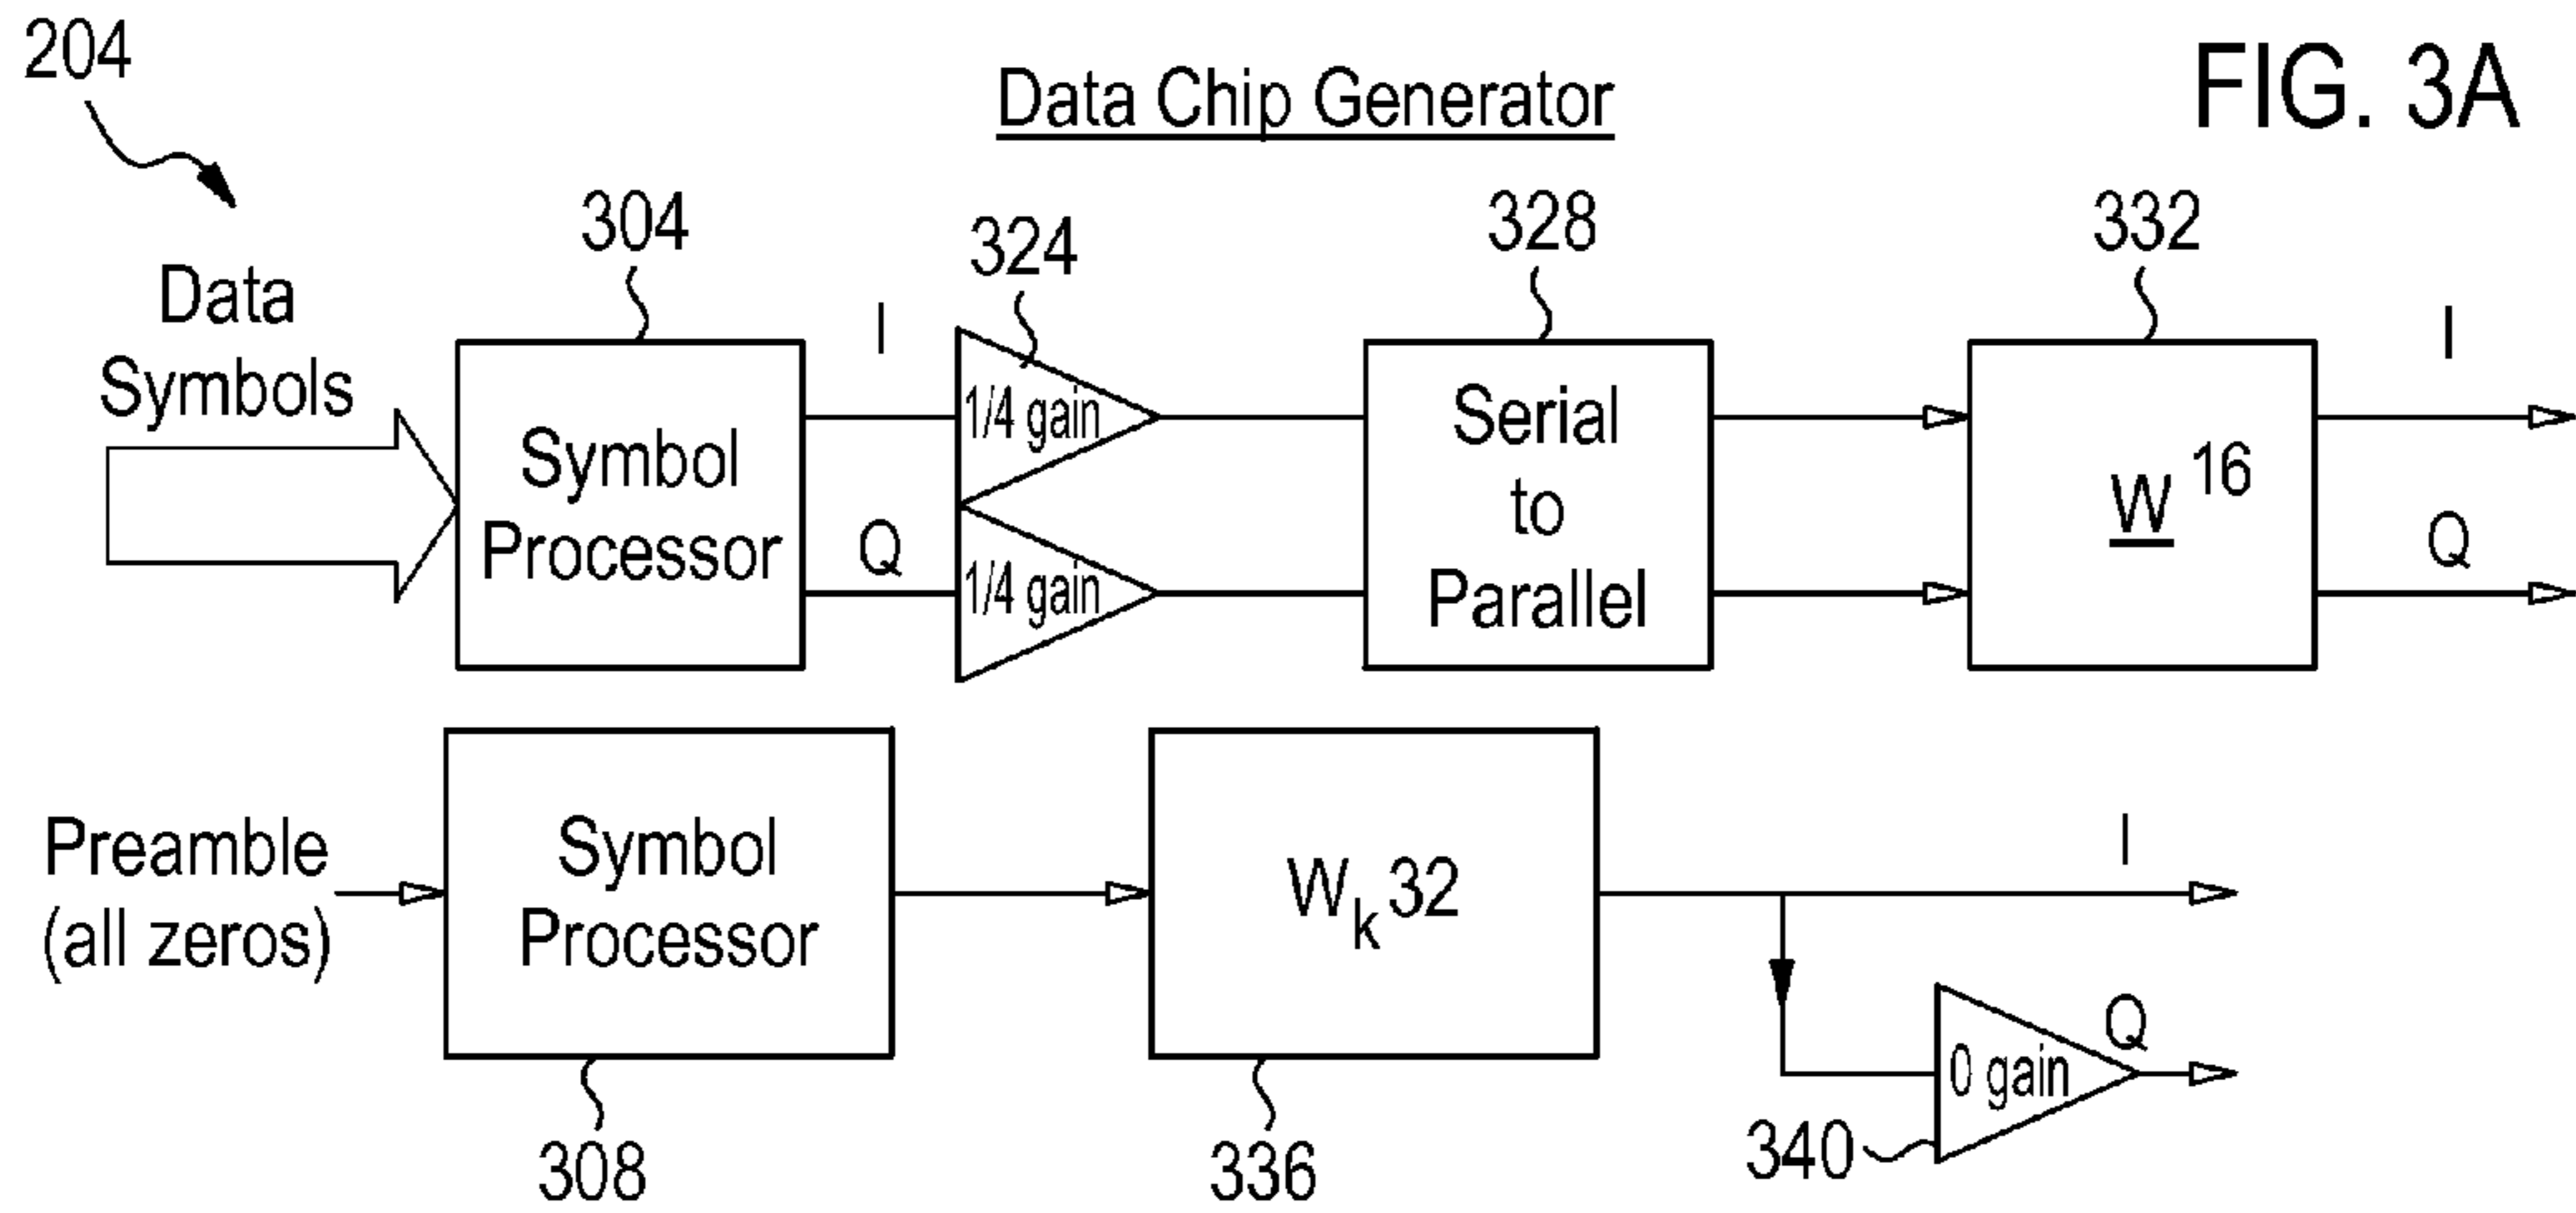 204
Data Chip Generator
FIG. 3A
Data
Symbols
304
Symbol
Processor
I
Q
324
1/4 gain
1/4 gain
328
Serial
to
Parallel
332
W 16
I
Q
Preamble
(all zeros)
Symbol
Processor
308
Wk32
336
I
Q
0 gain
340